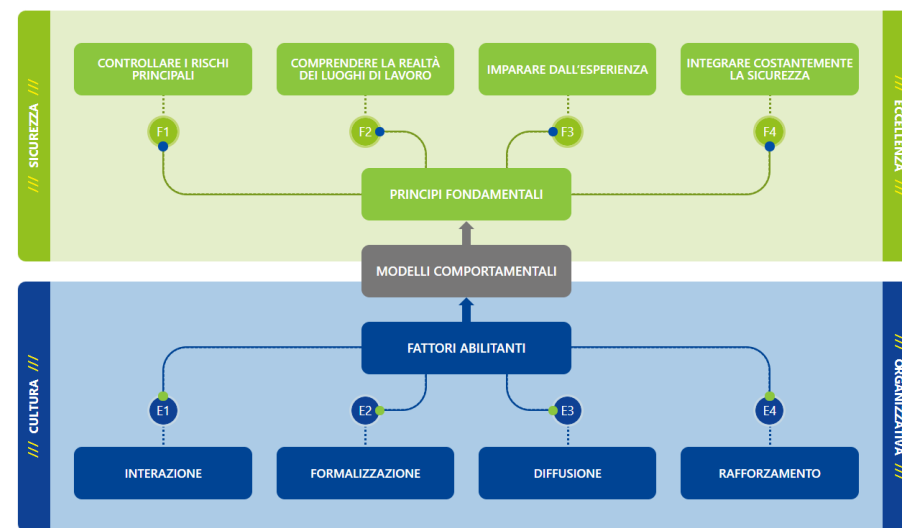 CONTROLLARE I RISCHI
PRINCIPALI
COMPRENDERE LA REALTÀ
DEI LUOGHI DI LAVORO
IMPARARE DALL'ESPERIENZA
INTEGRARE COSTANTEMENTE
LA SICUREZZA
/// SICUREZZA ///
ECCELLENZA ///
F1
F2
F3
F4
PRINCIPI FONDAMENTALI
MODELLI COMPORTAMENTALI
FATTORI ABILITANTI
/// CULTURA ///
/// ORGANIZZATIVA ///
E1
E2
E3
E4
INTERAZIONE
FORMALIZZAZIONE
DIFFUSIONE
RAFFORZAMENTO